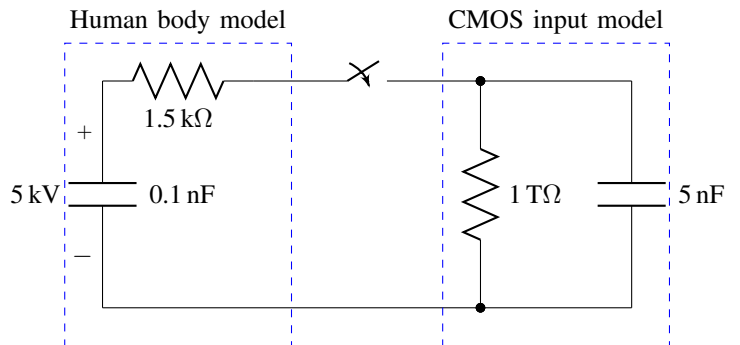 Human body model
CMOS input model
1.5 kΩ
+
5 kV
0.1 nF
1 TΩ
5 nF
−